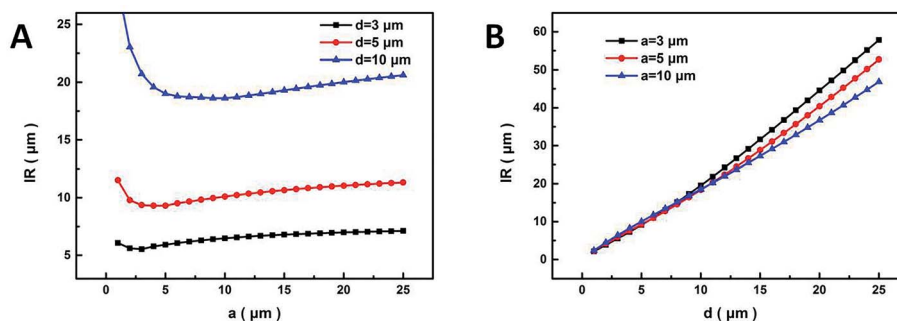 A
d=3 µm
d=5 µm
d=10 µm
IR ( µm)
25
20
15
10
5
0 5 10 15 20 25
a ( µm)
B
a=3 µm
a=5 µm
a=10 µm
IR ( µm)
60
50
40
30
20
10
0
0 5 10 15 20 25
d ( µm)